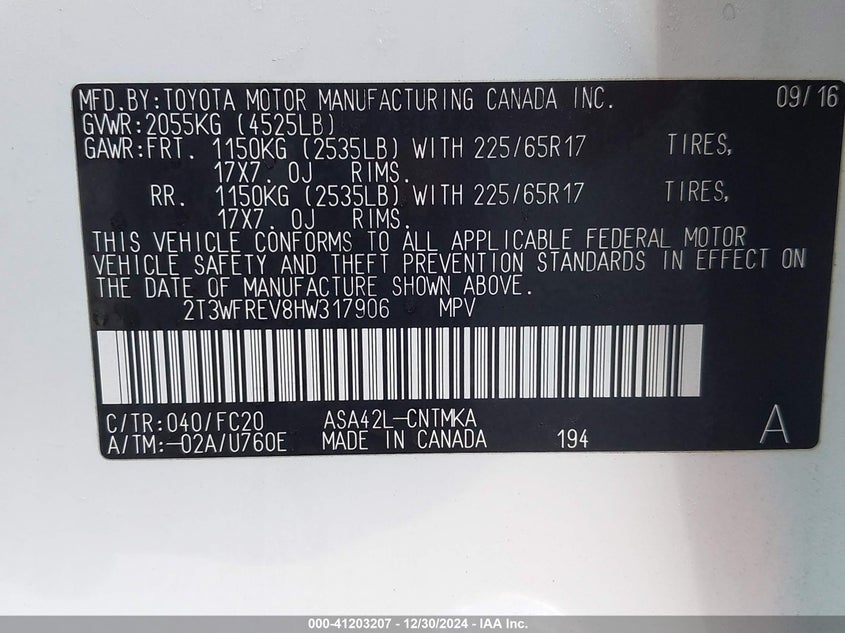 MFD.BY:TOYOTA MOTOR MANUFACTURING CANADA INC. 09/16
GVWR:2055KG (4525LB)
GAWR:FRT. 1150KG (2535LB) WITH 225/65R17 TIRES,
17X7. 0J RIMS.
RR. 1150KG (2535LB) WITH 225/65R17 TIRES,
17X7. 0J RIMS.
THIS VEHICLE CONFORMS TO ALL APPLICABLE FEDERAL MOTOR
VEHICLE SAFETY AND THEFT PREVENTION STANDARDS IN EFFECT ON
THE DATE OF MANUFACTURE SHOWN ABOVE.
2T3WFREV8HW317906 MPV
C/TR:040/FC20 ASA42L-CNTMKA A
A/TM:-02A/U760E MADE IN CANADA 194
000-41203207 - 12/30/2024 - IAA Inc.